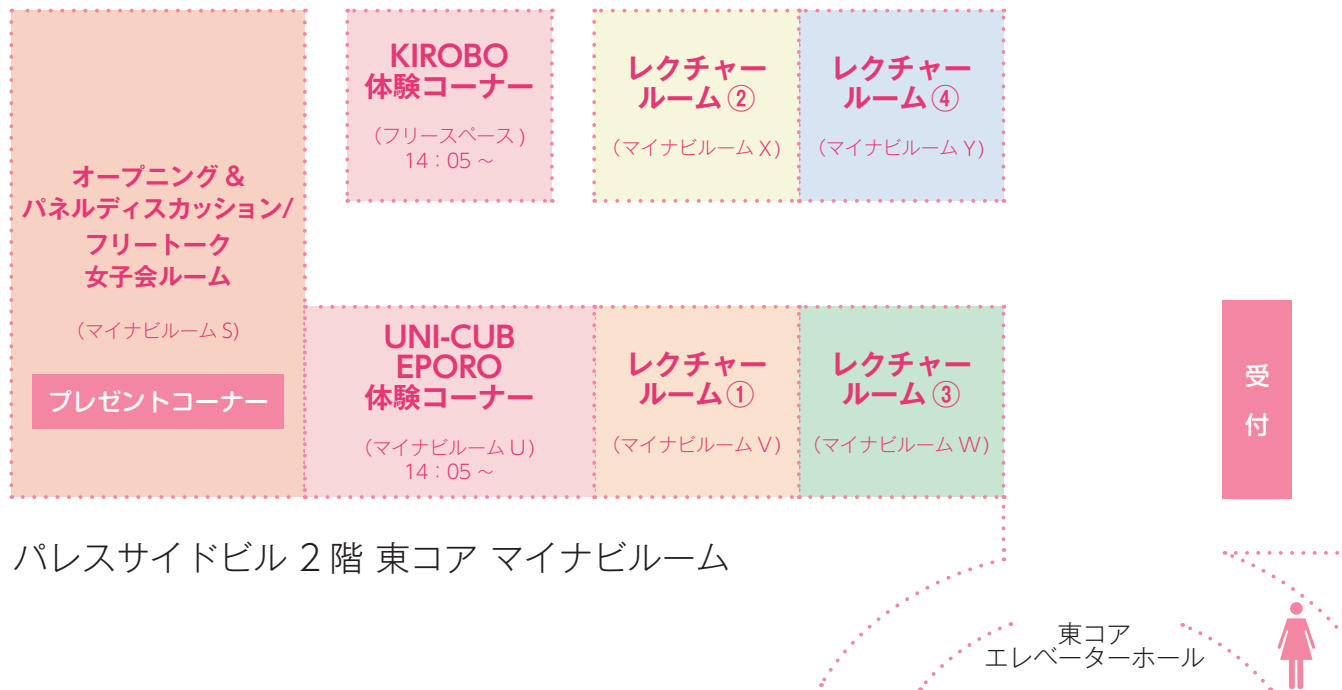 オープニング &
パネルディスカッション/
フリートーク
女子会ルーム
(マイナビルーム S)
プレゼントコーナー
KIROBO
体験コーナー
(フリースペース)
14:05~
レクチャー
ルーム②
(マイナビルーム X)
レクチャー
ルーム④
(マイナビルーム Y)
UNI-CUB
EPORO
体験コーナー
(マイナビルーム U)
14:05~
レクチャー
ルーム①
(マイナビルーム V)
レクチャー
ルーム③
(マイナビルーム W)
受付
パレスサイドビル 2階 東コア マイナビルーム
東コア
エレベーターホール